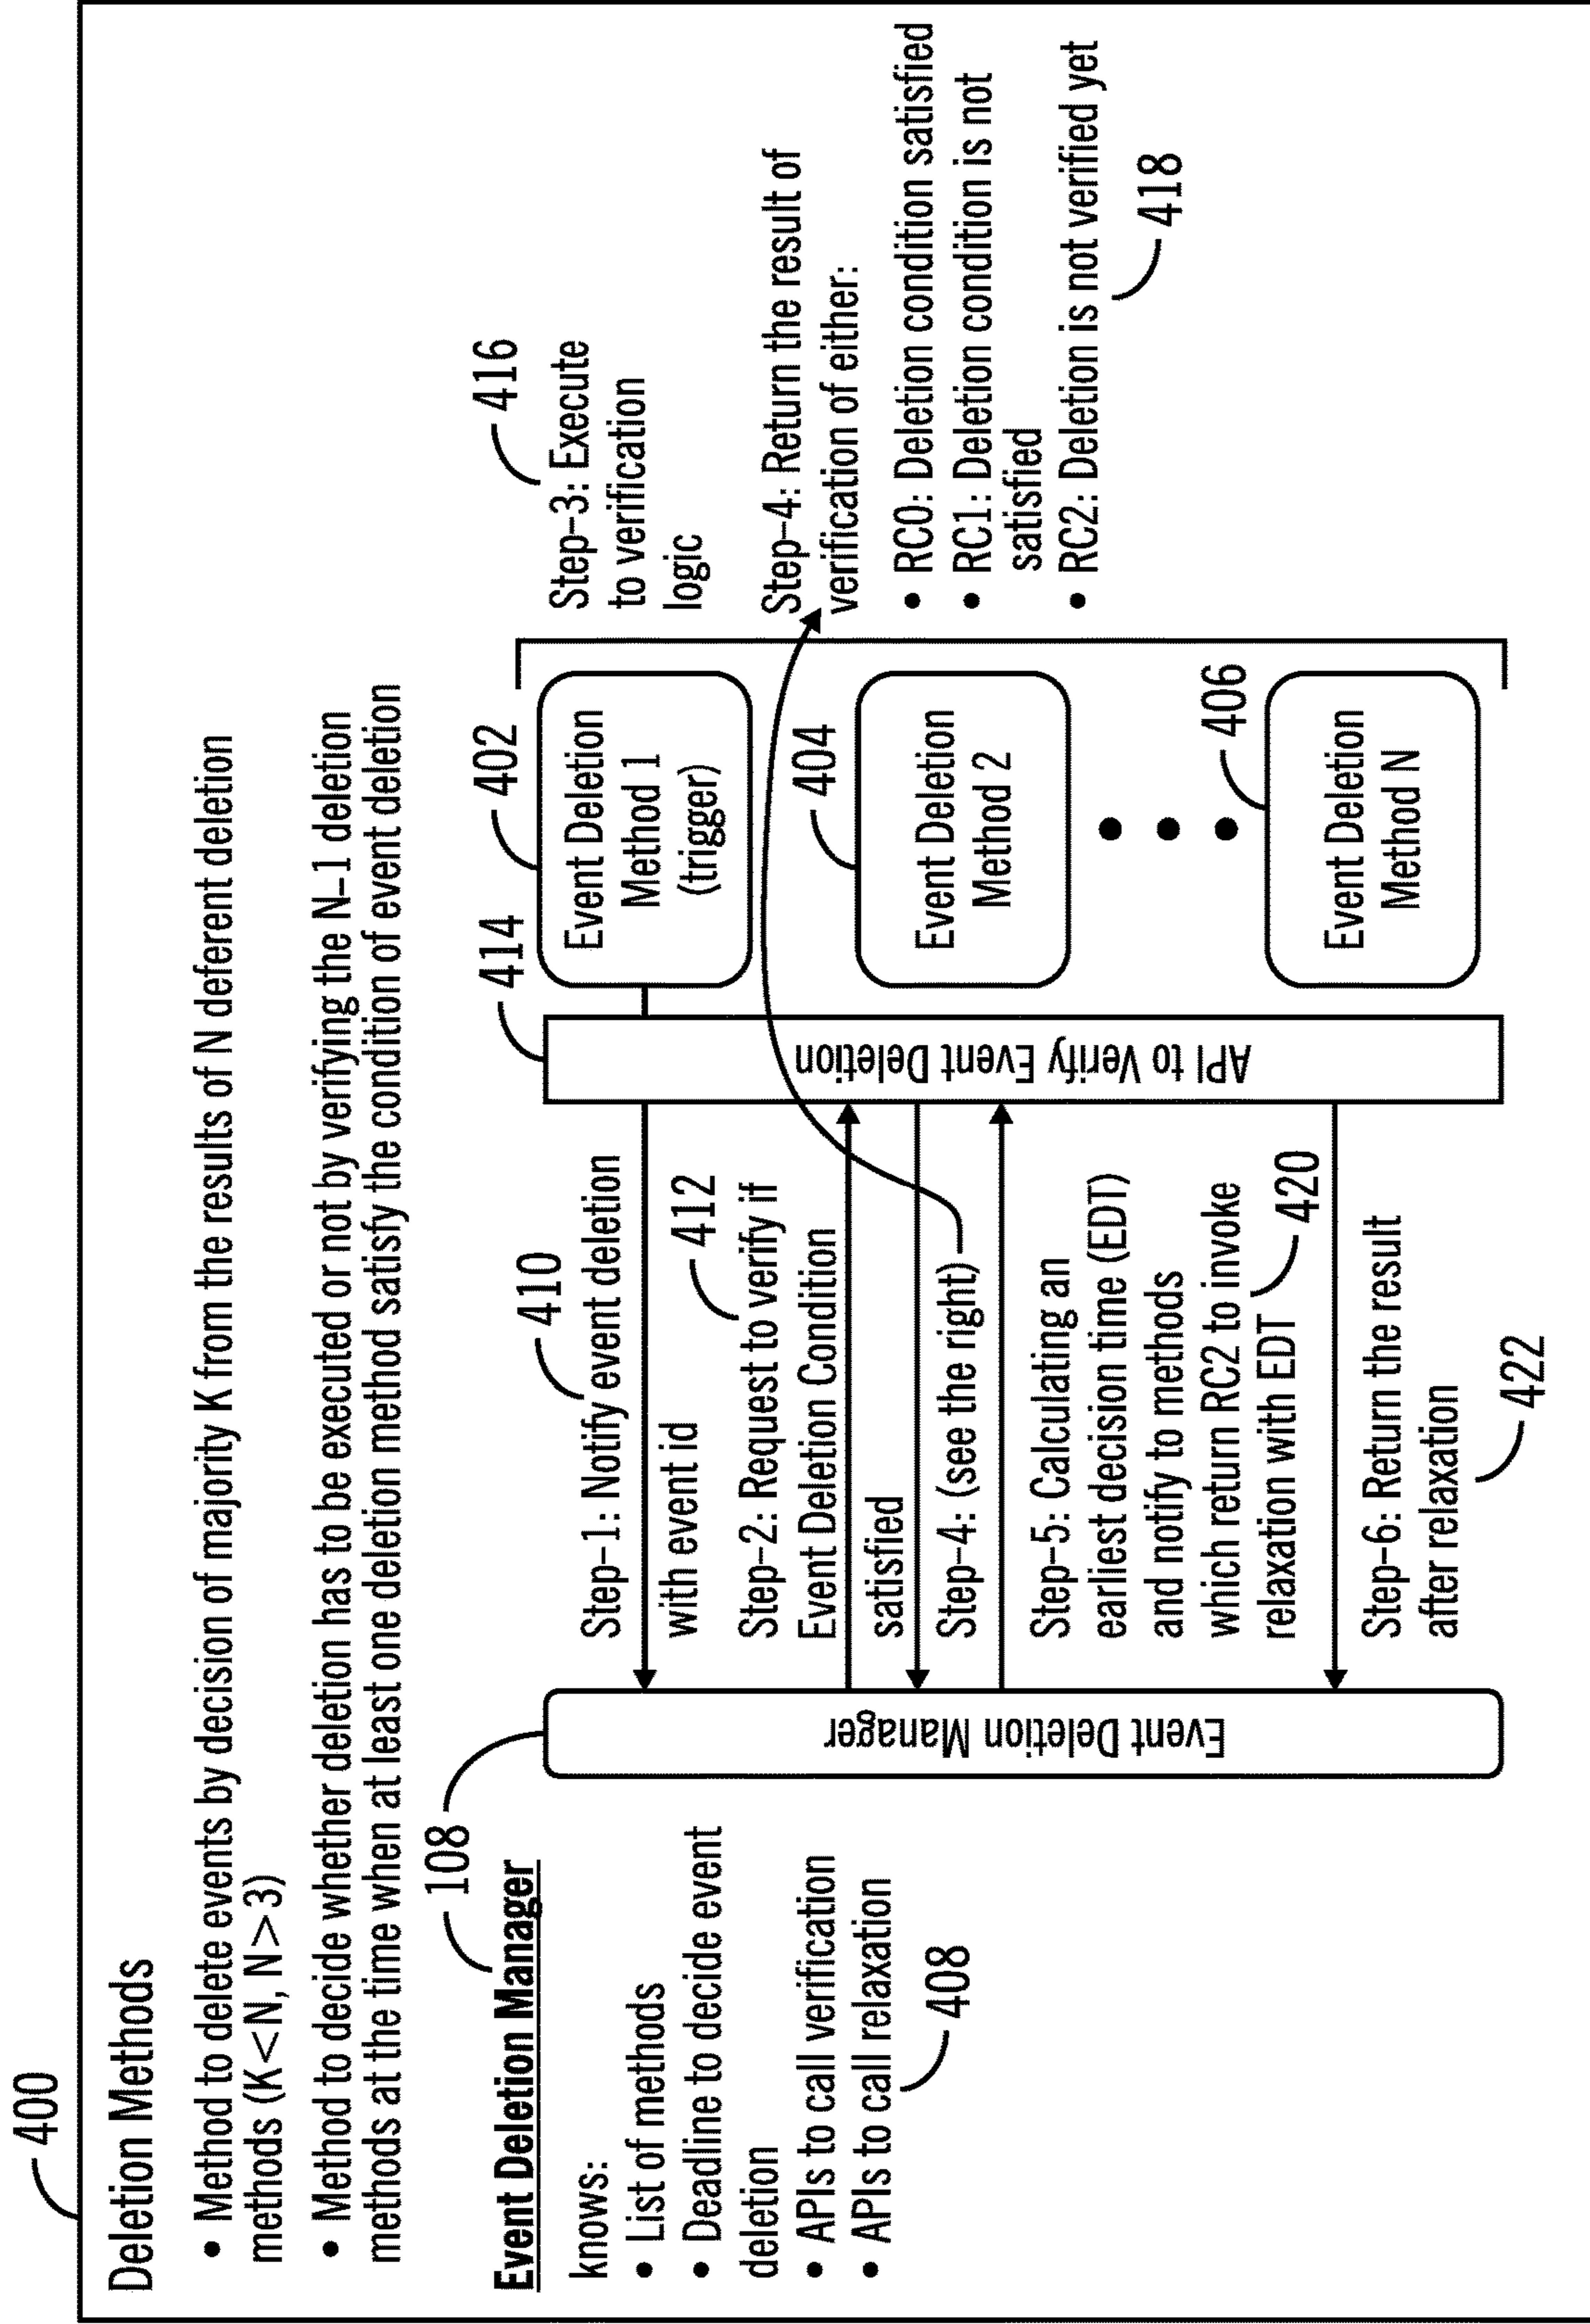 400
Deletion Methods
• Method to delete events by decision of majority K from the results of N deferent deletion
methods (K<N, N>3)
• Method to decide whether deletion has to be executed or not by verifying the N-1 deletion
methods at the time when at least one deletion method satisfy the condition of event deletion
108
Event Deletion Manager
knows:
• List of methods
• Deadline to decide event
deletion
• APIs to call verification
• APIs to call relaxation
408
Event Deletion Manager
410
Step-1: Notify event deletion
with event id
412
Step-2: Request to verify if
Event Deletion Condition
satisfied
Step-4: (see the right)
Step-5: Calculating an
earliest decision time (EDT)
and notify to methods
which return RC2 to invoke
relaxation with EDT
420
Step-6: Return the result
after relaxation
422
414
API to Verify Event Deletion
402
Event Deletion
Method 1
(trigger)
404
Event Deletion
Method 2
406
Event Deletion
Method N
416
Step-3: Execute
to verification
logic
Step-4: Return the result of
verification of either:
• RC0: Deletion condition satisfied
• RC1: Deletion condition is not
satisfied
• RC2: Deletion is not verified yet
418